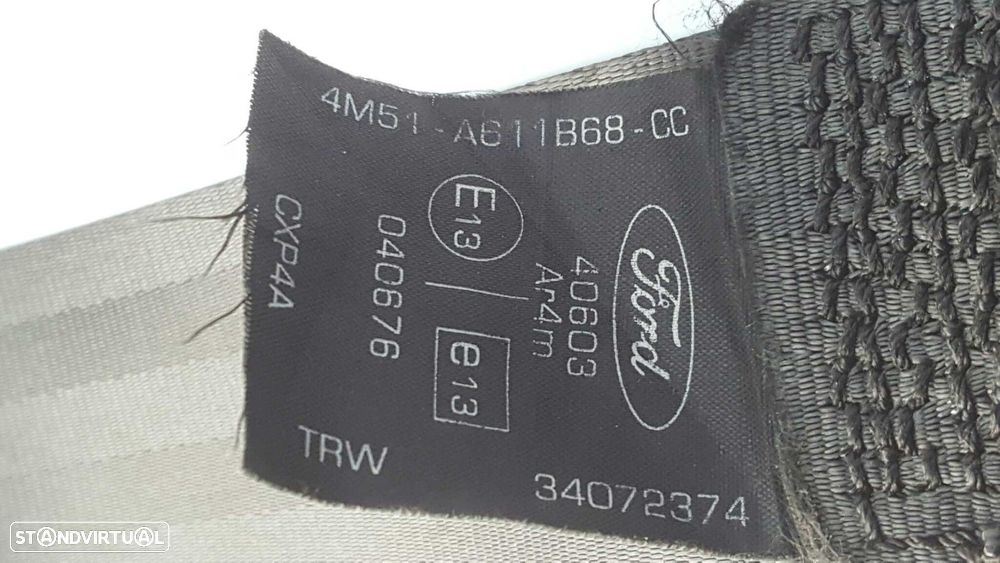 4M51-A611B68-CC
Ford
40603
Ar4m
E13
e13
040676
CXP4A
TRW
34072374
STANDVIRTUAL